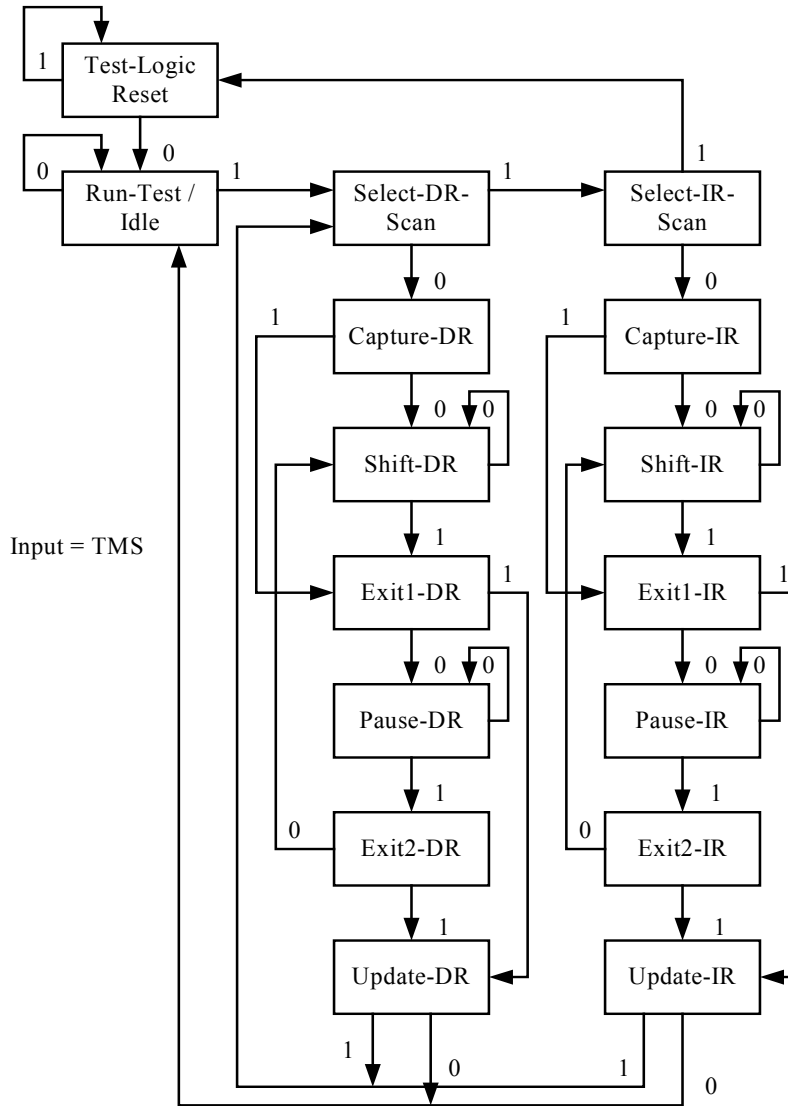 1
Test-Logic
Reset
0
0
Run-Test /
Idle
1
Select-DR-
Scan
1
Select-IR-
Scan
1
0
0
1
Capture-DR
1
Capture-IR
0
0
0
0
Shift-DR
Shift-IR
1
1
Input = TMS
Exit1-DR
1
Exit1-IR
1
0
0
0
0
Pause-DR
Pause-IR
1
1
0
Exit2-DR
0
Exit2-IR
1
1
Update-DR
Update-IR
1
0
1
0